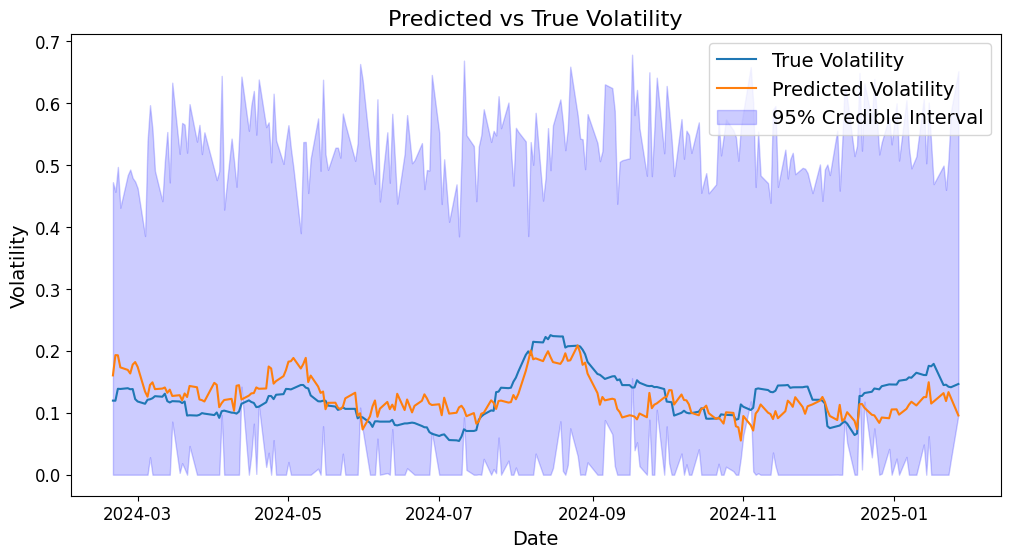 Predicted vs True Volatility
True Volatility
Predicted Volatility
95% Credible Interval
Volatility
0.7
0.6
0.5
0.4
0.3
0.2
0.1
0.0
2024-03
2024-05
2024-07
2024-09
2024-11
2025-01
Date